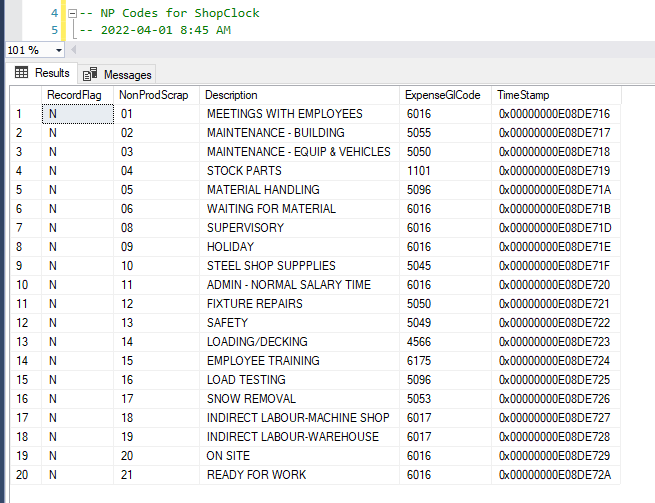 4 -- NP Codes for ShopClock
5 -- 2022-04-01 8:45 AM
101 %
Results Messages
RecordFlag NonProdScrap Description ExpenseGlCode TimeStamp
1 N 01 MEETINGS WITH EMPLOYEES 6016 0x00000000E08DE716
2 N 02 MAINTENANCE - BUILDING 5055 0x00000000E08DE717
3 N 03 MAINTENANCE - EQUIP & VEHICLES 5050 0x00000000E08DE718
4 N 04 STOCK PARTS 1101 0x00000000E08DE719
5 N 05 MATERIAL HANDLING 5096 0x00000000E08DE71A
6 N 06 WAITING FOR MATERIAL 6016 0x00000000E08DE71B
7 N 08 SUPERVISORY 6016 0x00000000E08DE71D
8 N 09 HOLIDAY 6016 0x00000000E08DE71E
9 N 10 STEEL SHOP SUPPPLIES 5045 0x00000000E08DE71F
10 N 11 ADMIN - NORMAL SALARY TIME 6016 0x00000000E08DE720
11 N 12 FIXTURE REPAIRS 5050 0x00000000E08DE721
12 N 13 SAFETY 5049 0x00000000E08DE722
13 N 14 LOADING/DECKING 4566 0x00000000E08DE723
14 N 15 EMPLOYEE TRAINING 6175 0x00000000E08DE724
15 N 16 LOAD TESTING 5096 0x00000000E08DE725
16 N 17 SNOW REMOVAL 5053 0x00000000E08DE726
17 N 18 INDIRECT LABOUR-MACHINE SHOP 6017 0x00000000E08DE727
18 N 19 INDIRECT LABOUR-WAREHOUSE 6017 0x00000000E08DE728
19 N 20 ON SITE 6016 0x00000000E08DE729
20 N 21 READY FOR WORK 6016 0x00000000E08DE72A